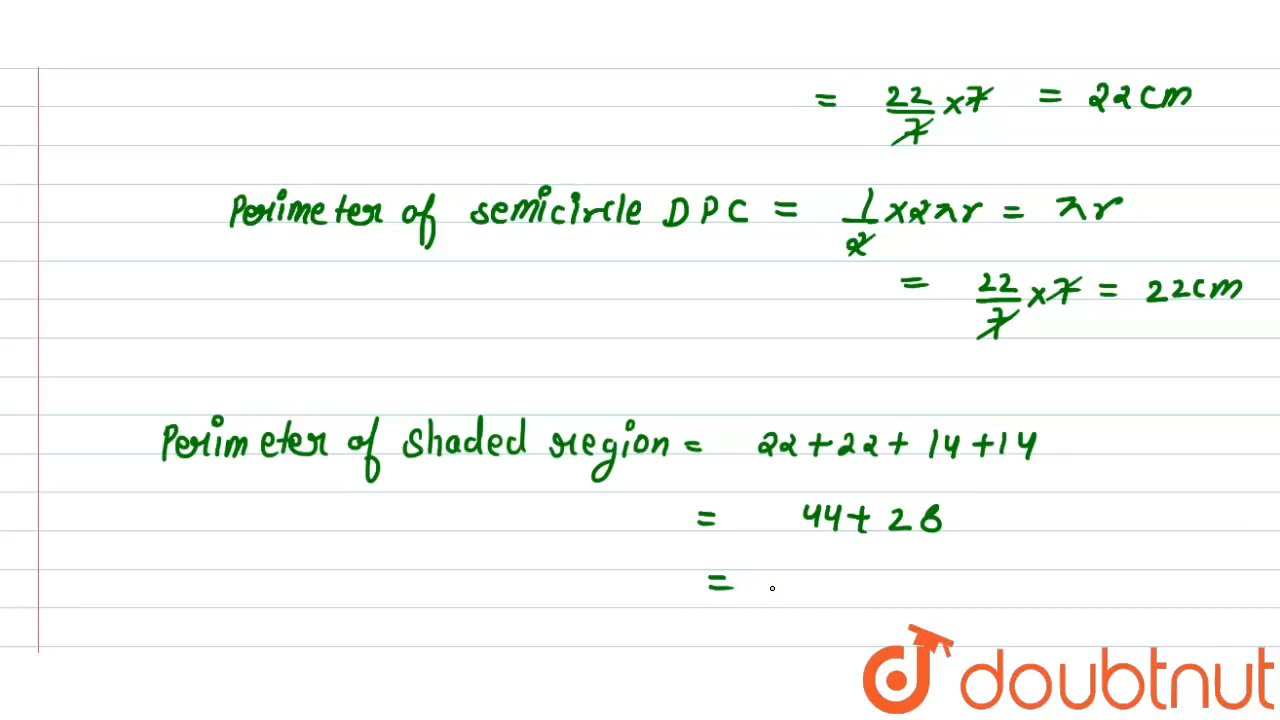 = 22/7 × 7 = 22 cm
Perimeter of semicircle DPC = 1/2 × 2πr = πr
= 22/7 × 7 = 22 cm
Perimeter of shaded region = 22 + 22 + 14 + 14
= 44 + 28
=
doubtnut